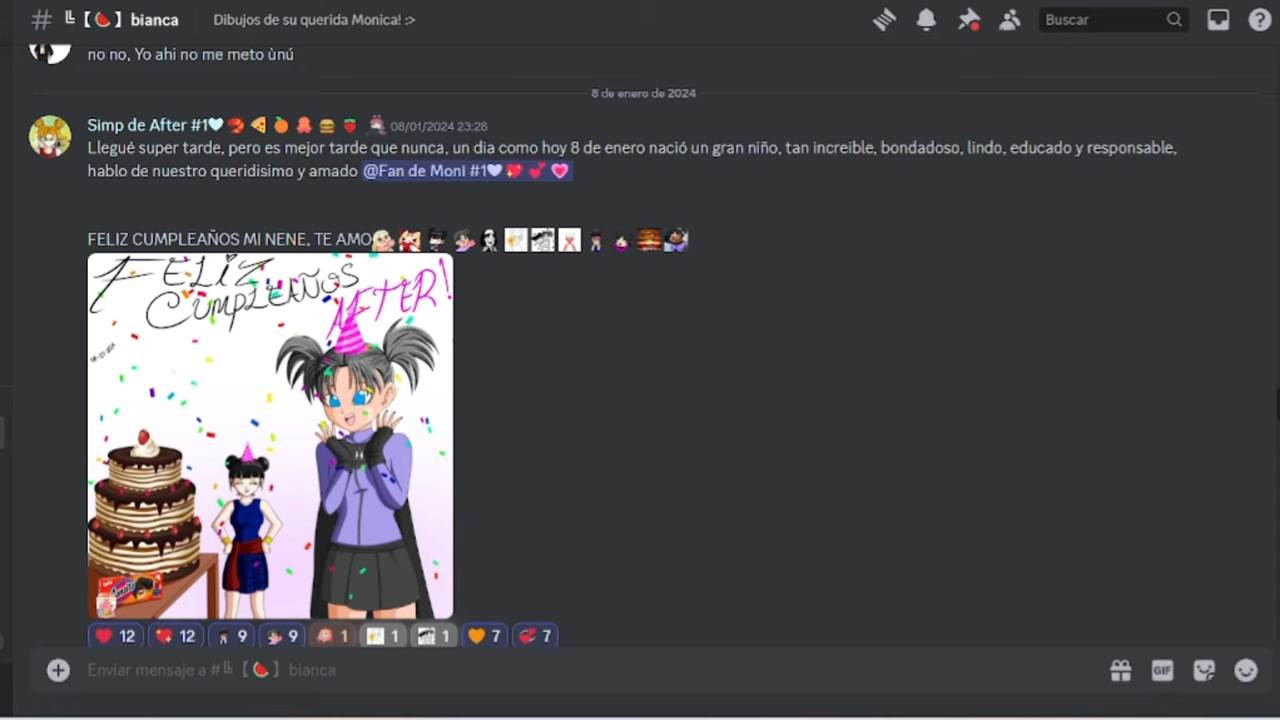 # ╚【🍉】bianca
Dibujos de su querida Monica! :>
Buscar
no no, Yo ahi no me meto ùnú
8 de enero de 2024
Simp de After #1🤍🦐🍕🍊🐙🍔🍓 08/01/2024 23:28
Llegué super tarde, pero es mejor tarde que nunca, un dia como hoy 8 de enero nació un gran niño, tan increible, bondadoso, lindo, educado y responsable,
hablo de nuestro queridisimo y amado @Fan de MonI #1🤍💖💕💗
FELIZ CUMPLEAÑOS MI NENE, TE AMO
FELIZ
CUMPLEAÑOS
AFTER!
❤️ 12 💖 12 9 9 1 1 1 🧡 7 💞 7
Enviar mensaje a #╚【🍉】bianca
GIF